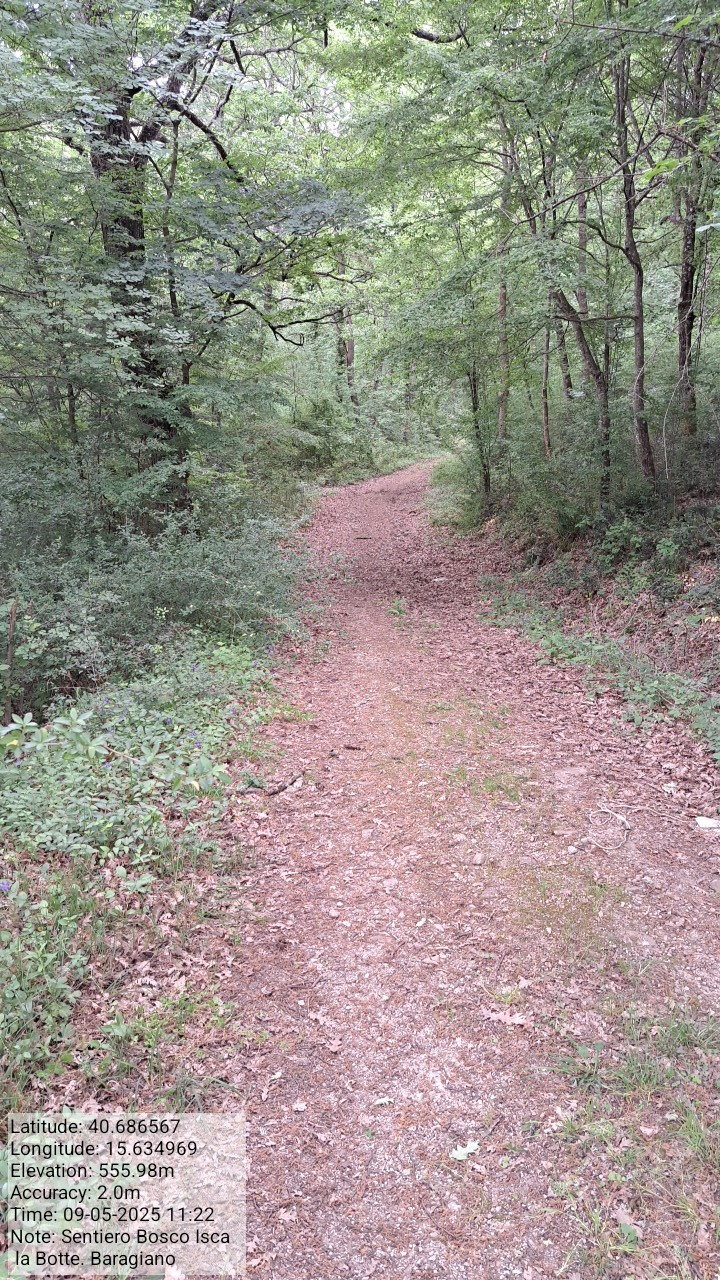 Latitude: 40.686567
Longitude: 15.634969
Elevation: 555.98m
Accuracy: 2.0m
Time: 09-05-2025 11:22
Note: Sentiero Bosco Isca
la Botte. Baragiano